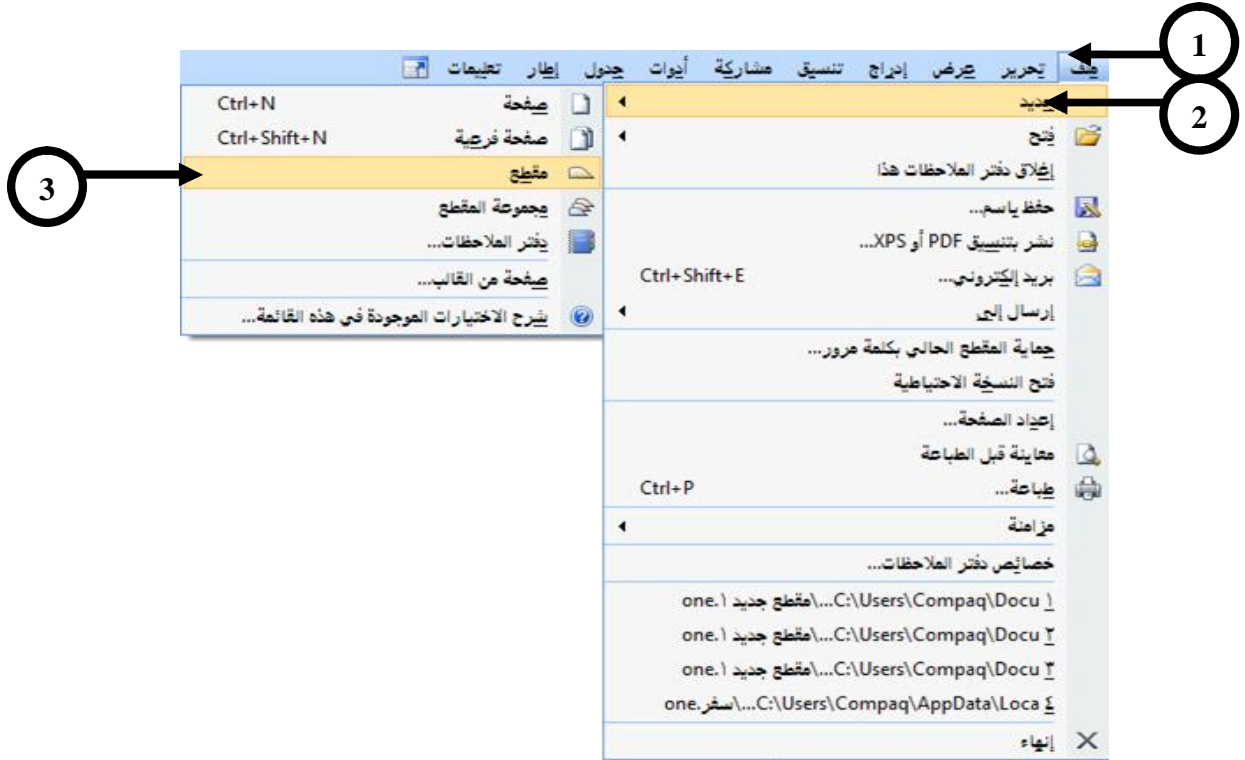 1
ملف تحرير عرض إدراج تنسيق مشاركة أدوات جدول إطار تعليمات
جديد
2
فتح
إغلاق دفتر الملاحظات هذا
حفظ باسم...
نشر بتنسيق PDF أو XPS...
بريد إلكتروني... Ctrl+Shift+E
إرسال إلى
حماية المقطع الحالي بكلمة مرور...
فتح النسخة الاحتياطية
إعداد الصفحة...
معاينة قبل الطباعة
طباعة... Ctrl+P
مزامنة
خصائص دفتر الملاحظات...
١ C:\Users\Compaq\Docu...\مقطع جديد ١.one
٢ C:\Users\Compaq\Docu...\مقطع جديد ١.one
٣ C:\Users\Compaq\Docu...\مقطع جديد ١.one
٤ C:\Users\Compaq\AppData\Loca...\سفر.one
إنهاء
صفحة Ctrl+N
صفحة فرعية Ctrl+Shift+N
مقطع
3
مجموعة المقطع
دفتر الملاحظات...
صفحة من القالب...
شرح الاختيارات الموجودة في هذه القائمة...